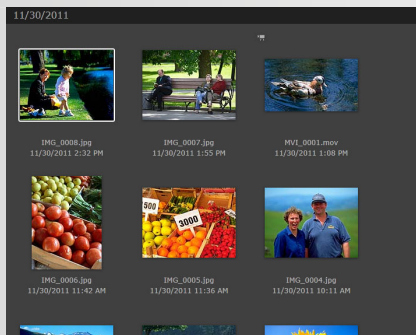 11/30/2011
IMG_0008.jpg
11/30/2011 2:32 PM
IMG_0007.jpg
11/30/2011 1:55 PM
MVI_0001.mov
11/30/2011 1:08 PM
500
3000
IMG_0006.jpg
11/30/2011 11:42 AM
IMG_0005.jpg
11/30/2011 11:36 AM
IMG_0004.jpg
11/30/2011 10:11 AM